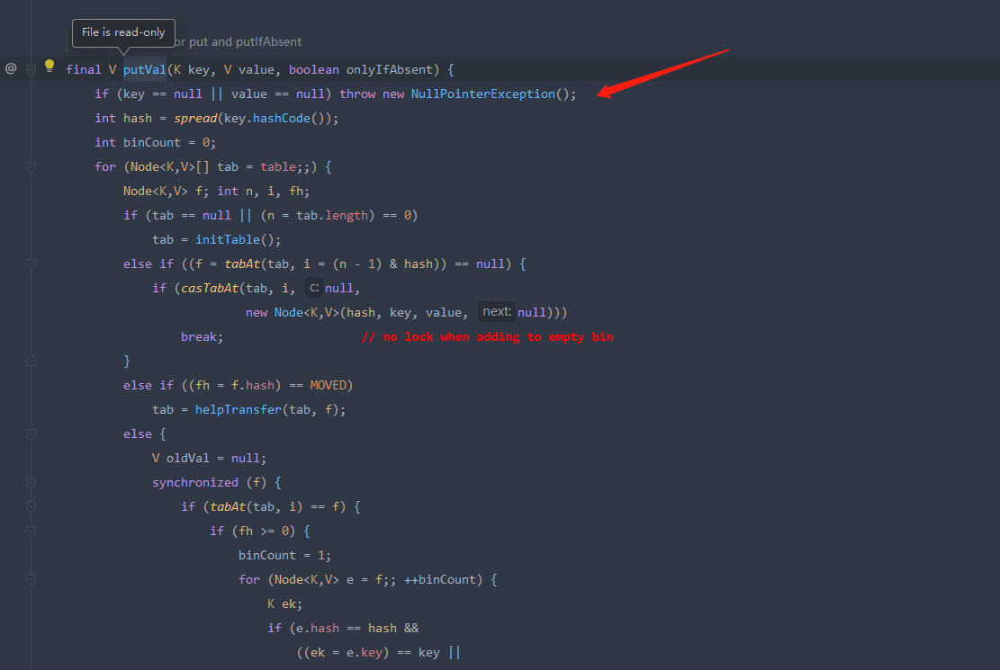 File is read-only
or put and putIfAbsent
@
final V putVal(K key, V value, boolean onlyIfAbsent) {
if (key == null || value == null) throw new NullPointerException();
int hash = spread(key.hashCode());
int binCount = 0;
for (Node<K,V>[] tab = table;;) {
Node<K,V> f; int n, i, fh;
if (tab == null || (n = tab.length) == 0)
tab = initTable();
else if ((f = tabAt(tab, i = (n - 1) & hash)) == null) {
if (casTabAt(tab, i, c: null,
new Node<K,V>(hash, key, value, next: null)))
break; // no lock when adding to empty bin
}
else if ((fh = f.hash) == MOVED)
tab = helpTransfer(tab, f);
else {
V oldVal = null;
synchronized (f) {
if (tabAt(tab, i) == f) {
if (fh >= 0) {
binCount = 1;
for (Node<K,V> e = f;; ++binCount) {
K ek;
if (e.hash == hash &&
((ek = e.key) == key ||